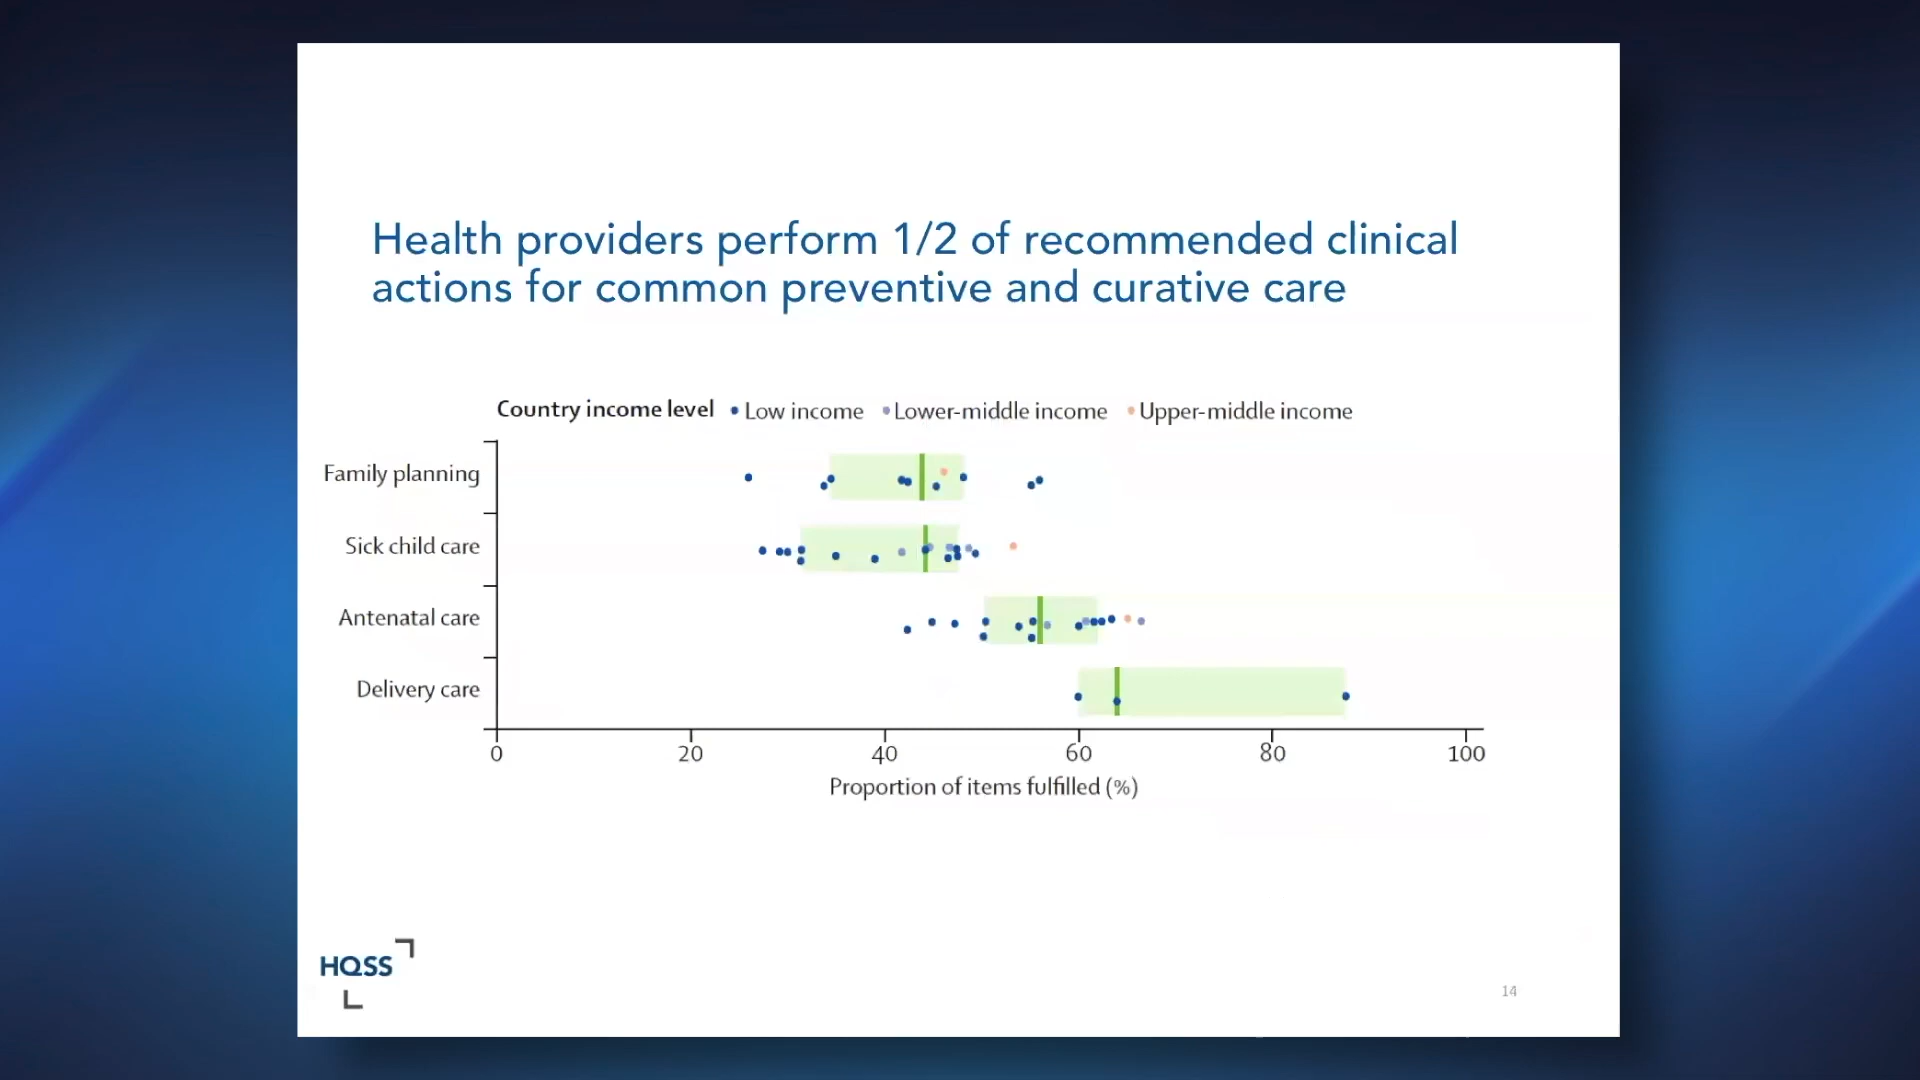 Health providers perform 1/2 of recommended clinical
actions for common preventive and curative care
Country income level • Low income • Lower-middle income • Upper-middle income
Family planning
Sick child care
Antenatal care
Delivery care
0 20 40 60 80 100
Proportion of items fulfilled (%)
HQSS
14